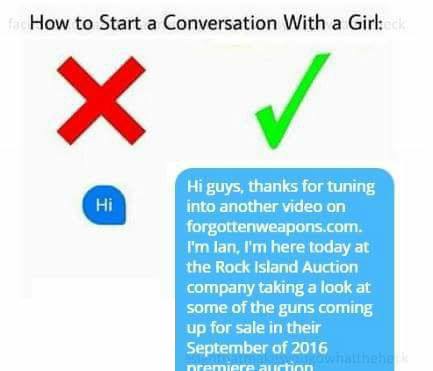 How to Start a Conversation With a Girl:
Hi
Hi guys, thanks for tuning
into another video on
forgottenweapons.com.
I'm Ian, I'm here today at
the Rock Island Auction
company taking a look at
some of the guns coming
up for sale in their
September of 2016
premiere auction